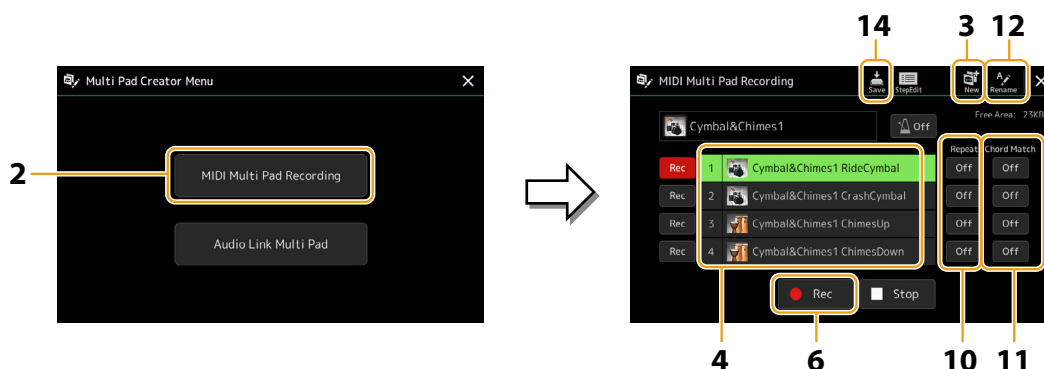 14 3 12
Multi Pad Creator Menu
2
MIDI Multi Pad Recording
Audio Link Multi Pad
MIDI Multi Pad Recording
Save StepEdit New Rename
Free Area: 23KB
Cymbal&Chimes1 Off
Repeat Chord Match
Rec 1 Cymbal&Chimes1 RideCymbal Off Off
Rec 2 Cymbal&Chimes1 CrashCymbal Off Off
Rec 3 Cymbal&Chimes1 ChimesUp Off Off
Rec 4 Cymbal&Chimes1 ChimesDown Off Off
Rec Stop
4 6 10 11